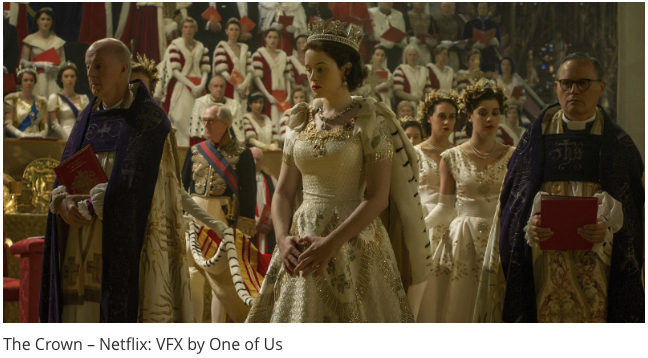 The Crown – Netflix: VFX by One of Us